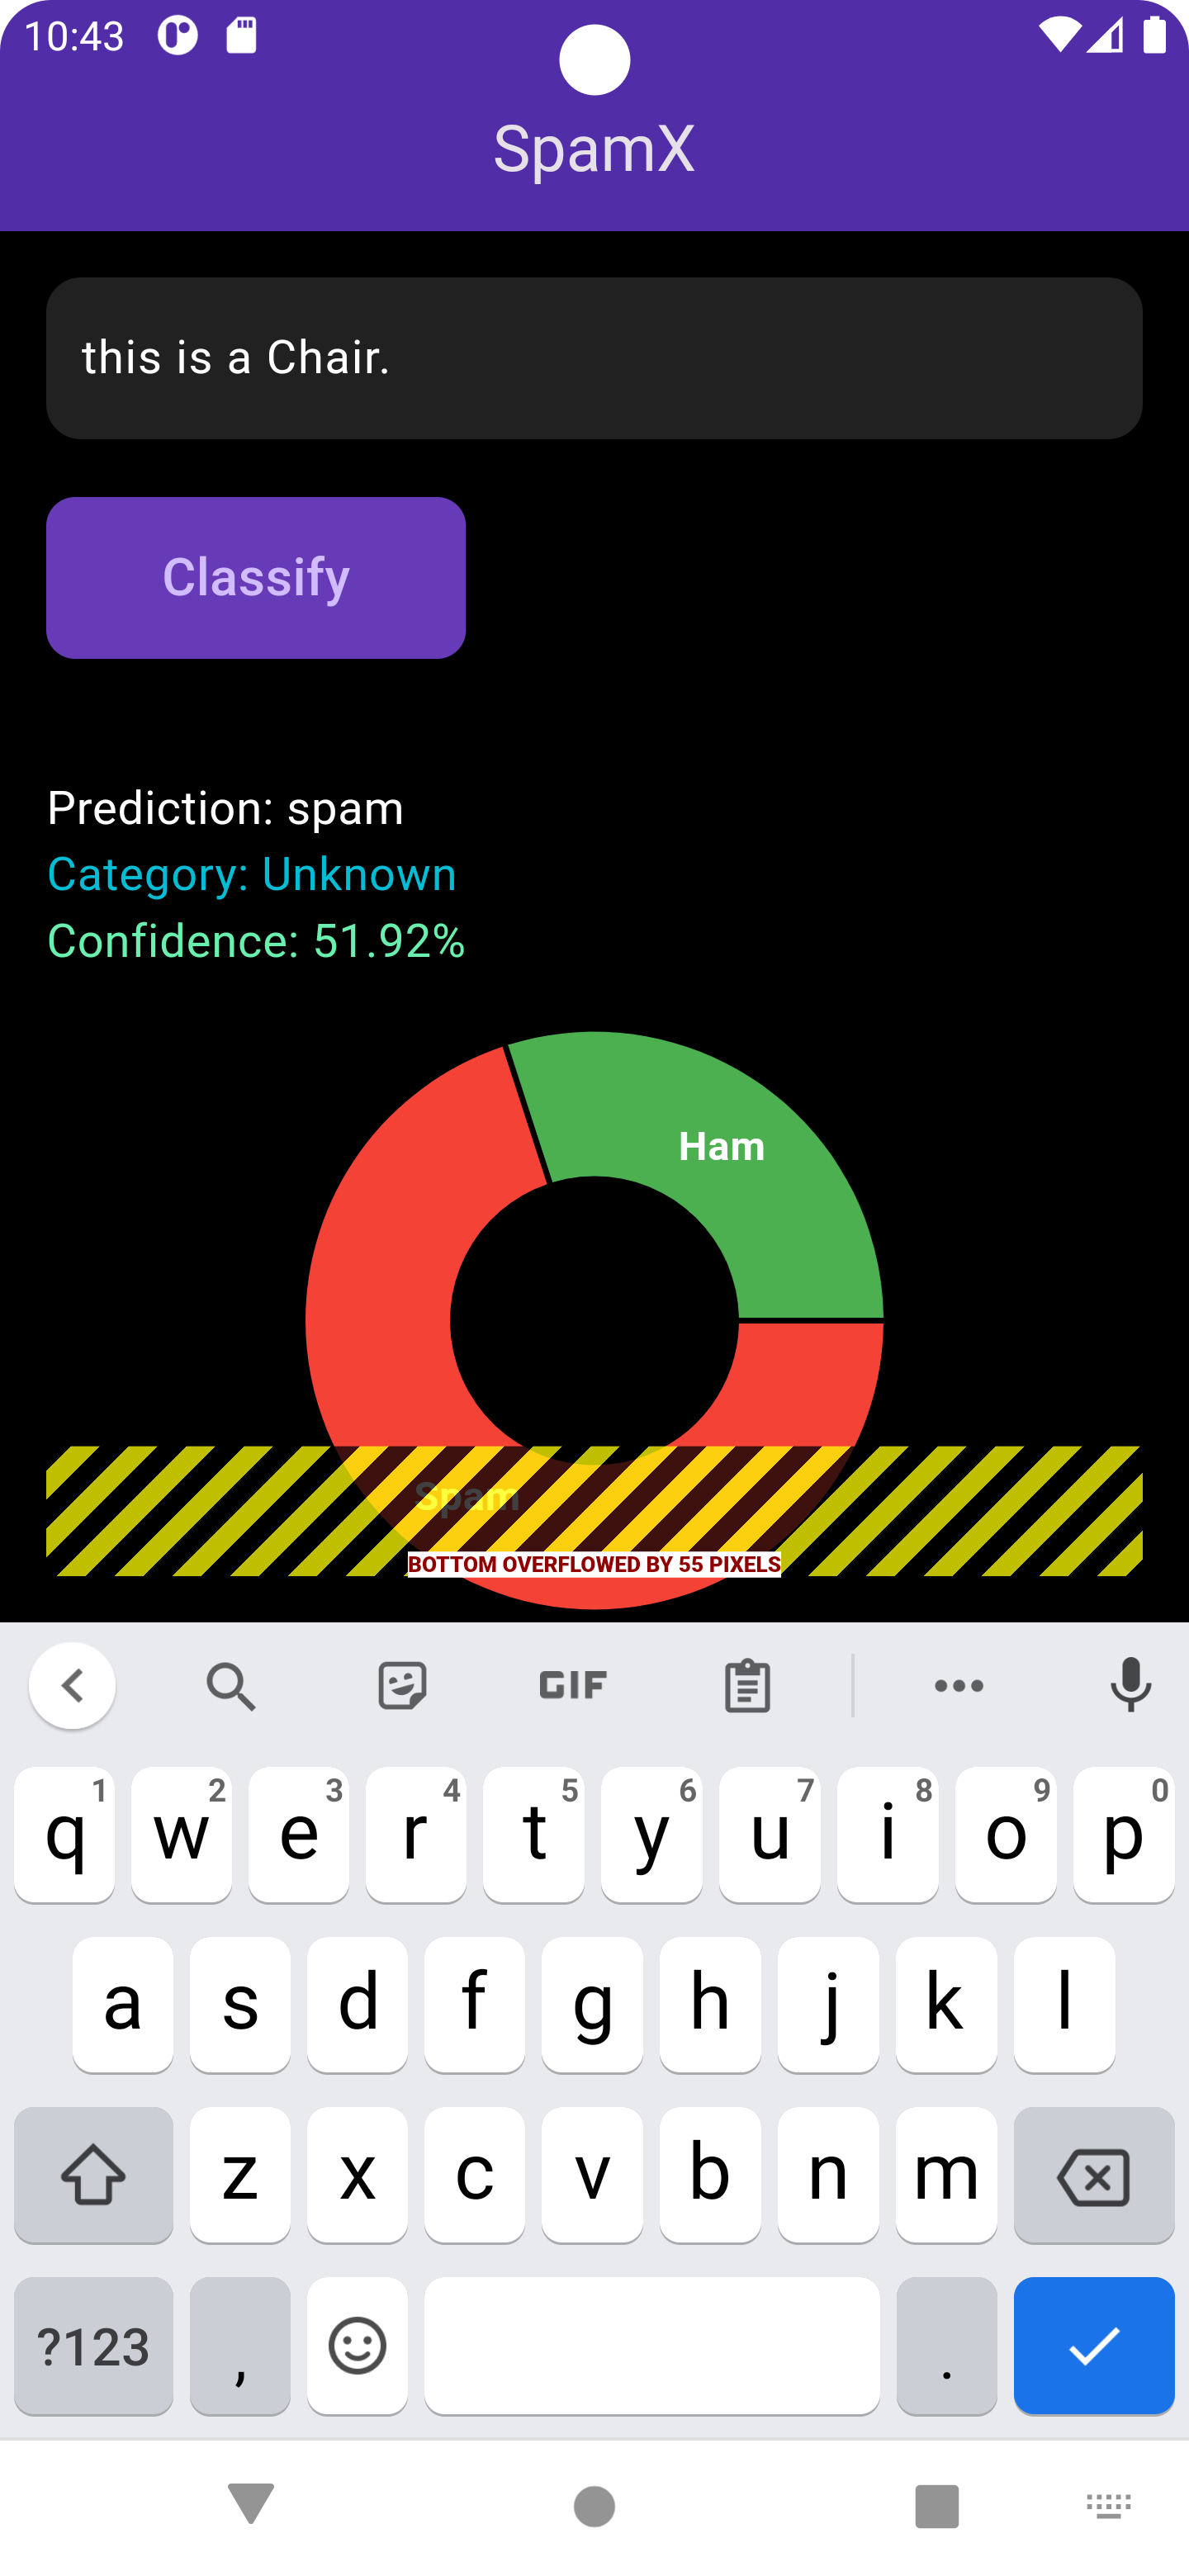 10:43
SpamX
this is a Chair.
Classify
Prediction: spam
Category: Unknown
Confidence: 51.92%
Ham
Spam
BOTTOM OVERFLOWED BY 55 PIXELS
GIF
1 2 3 4 5 6 7 8 9 0
q w e r t y u i o p
a s d f g h j k l
z x c v b n m
?123 , .